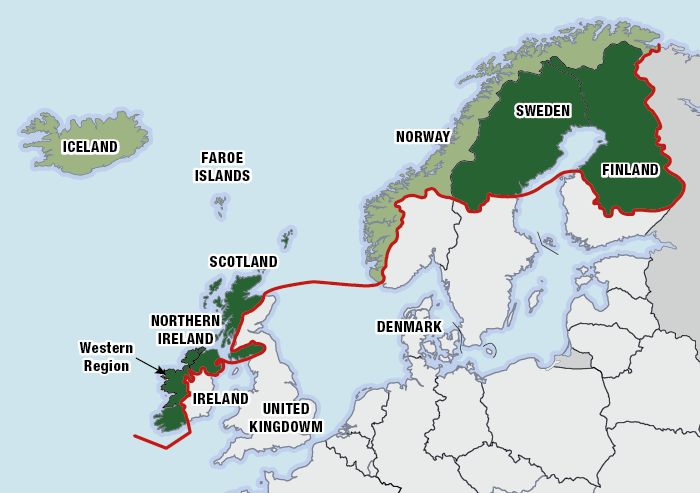 SWEDEN
NORWAY
ICELAND
FAROE
ISLANDS
FINLAND
SCOTLAND
NORTHERN
IRELAND
DENMARK
Western
Region
IRELAND
UNITED
KINGDOWM